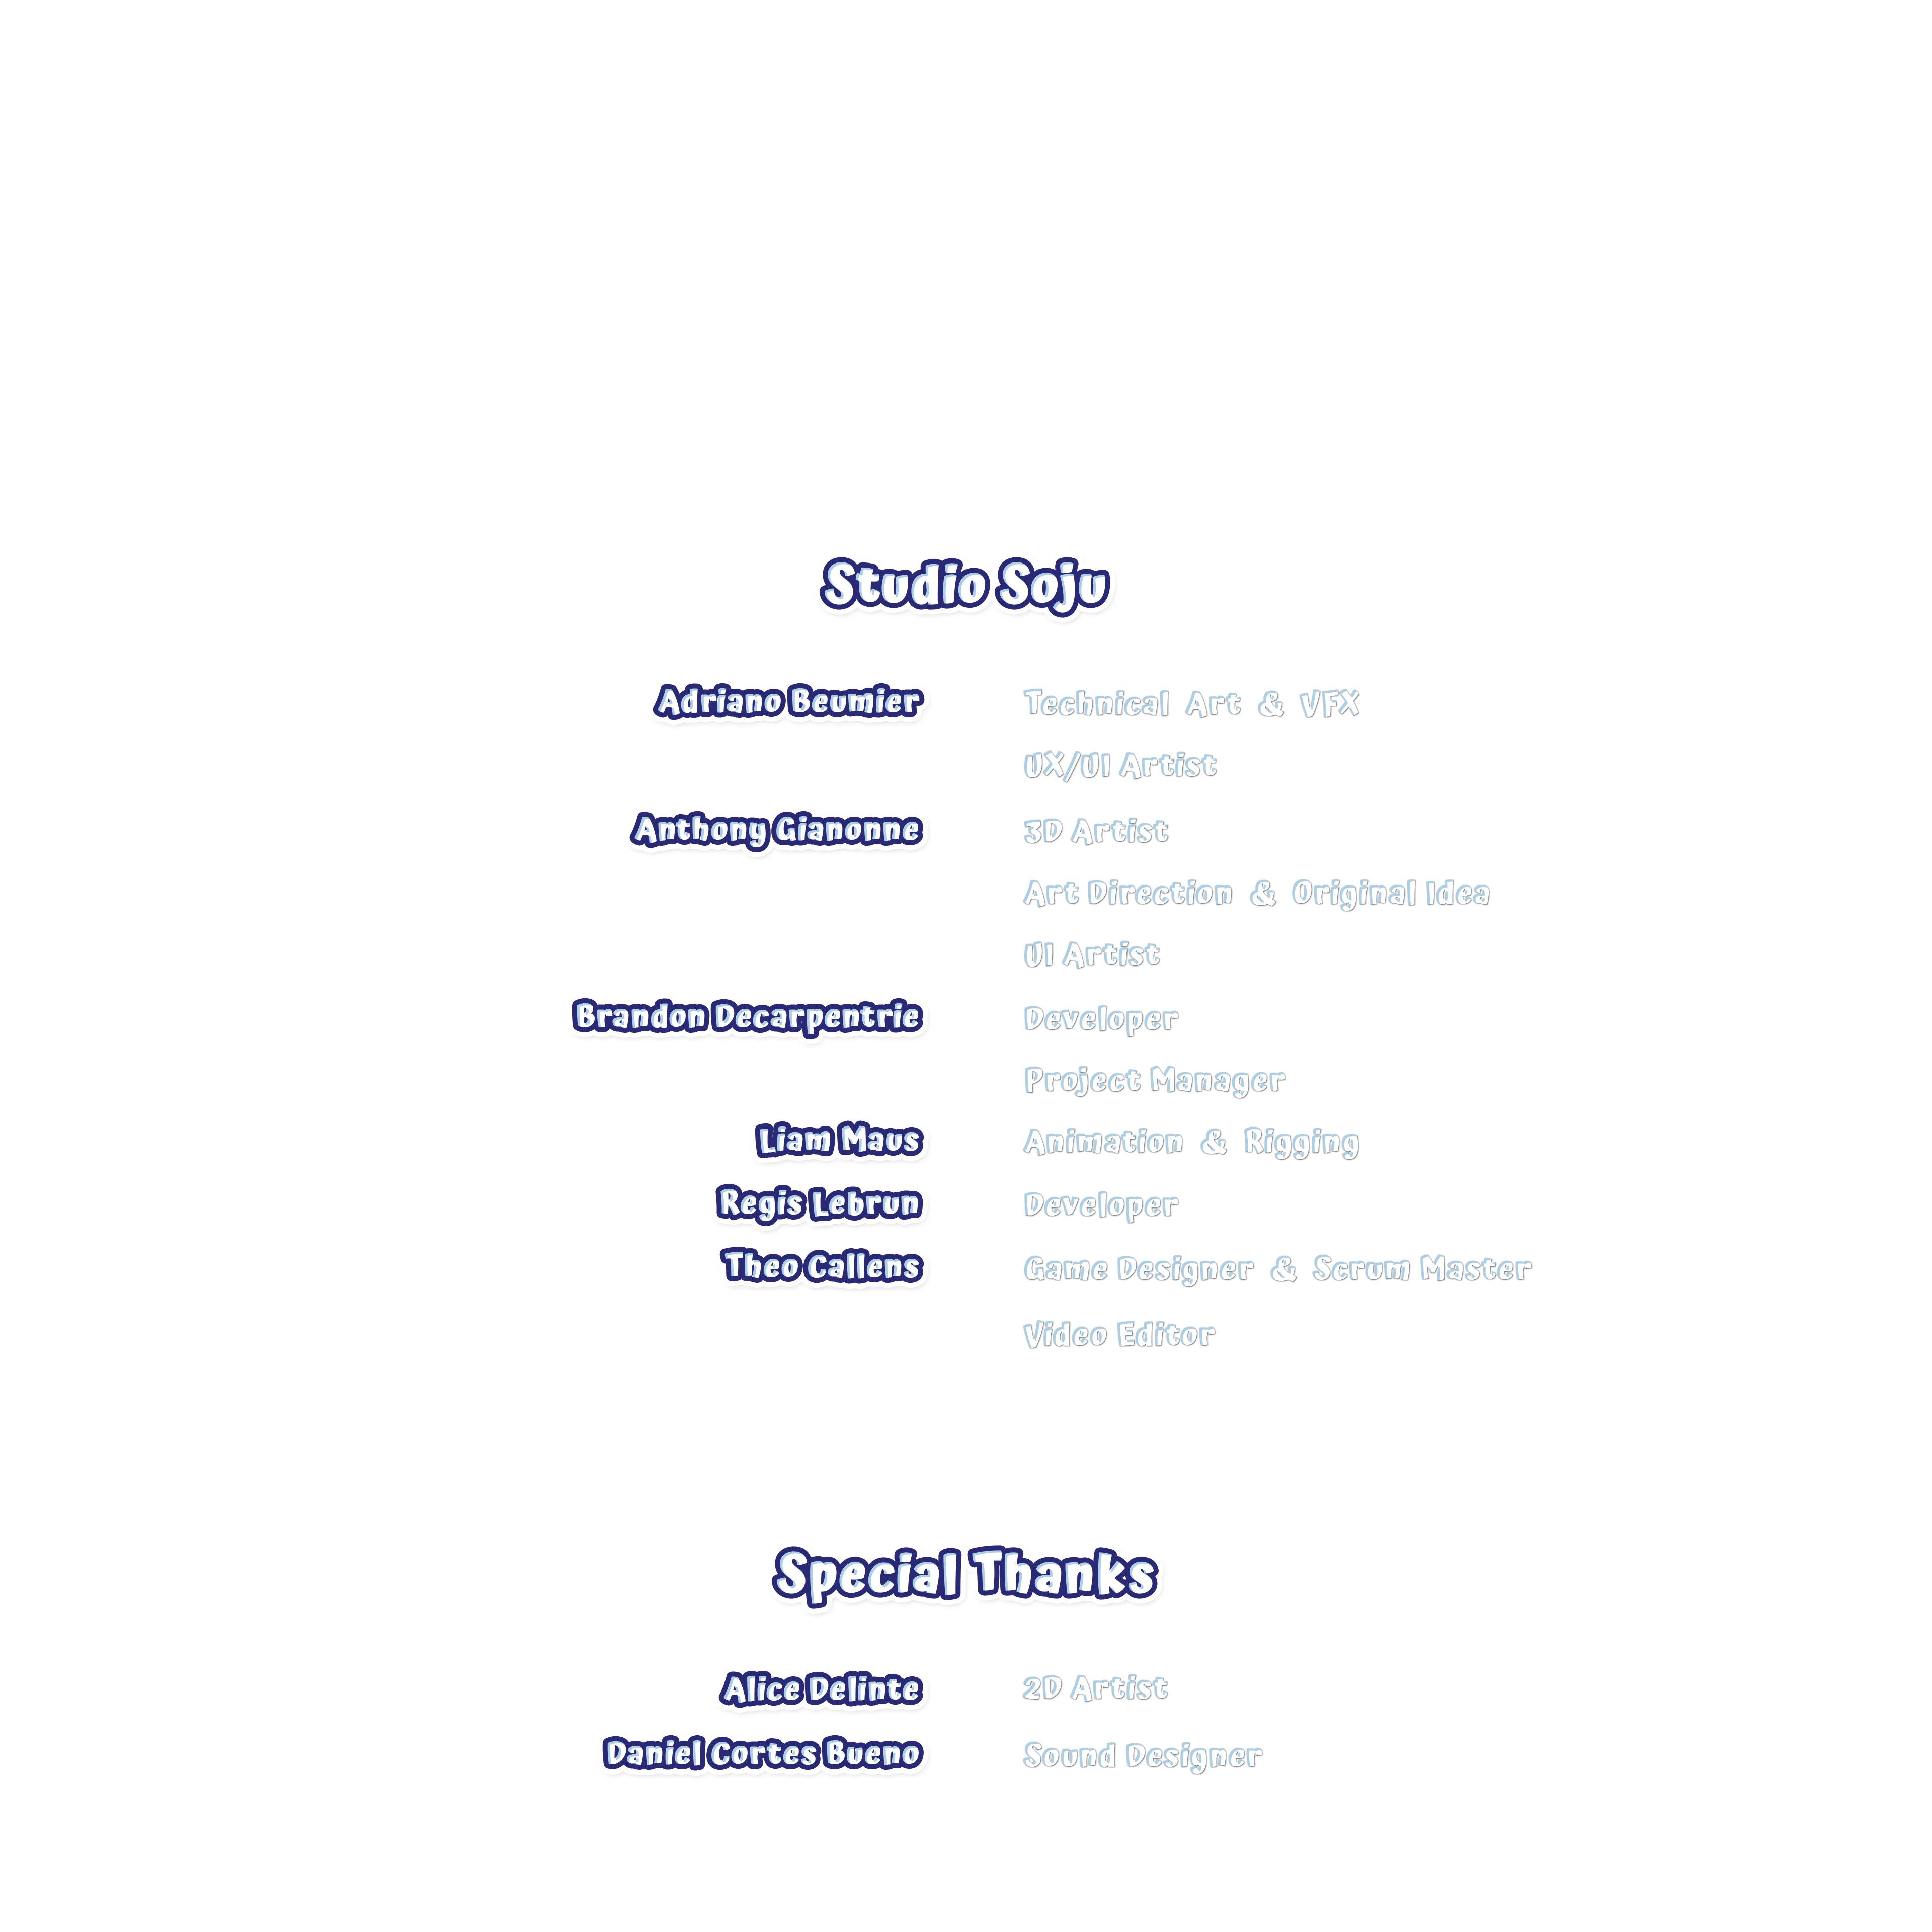 Studio Soju
Adriano Beumier Technical Art & VFX
UX/UI Artist
Anthony Gianonne 3D Artist
Art Direction & Original Idea
UI Artist
Brandon Decarpentrie Developer
Project Manager
Liam Maus Animation & Rigging
Regis Lebrun Developer
Theo Callens Game Designer & Scrum Master
Video Editor
Special Thanks
Alice Delinte 2D Artist
Daniel Cortes Bueno Sound Designer